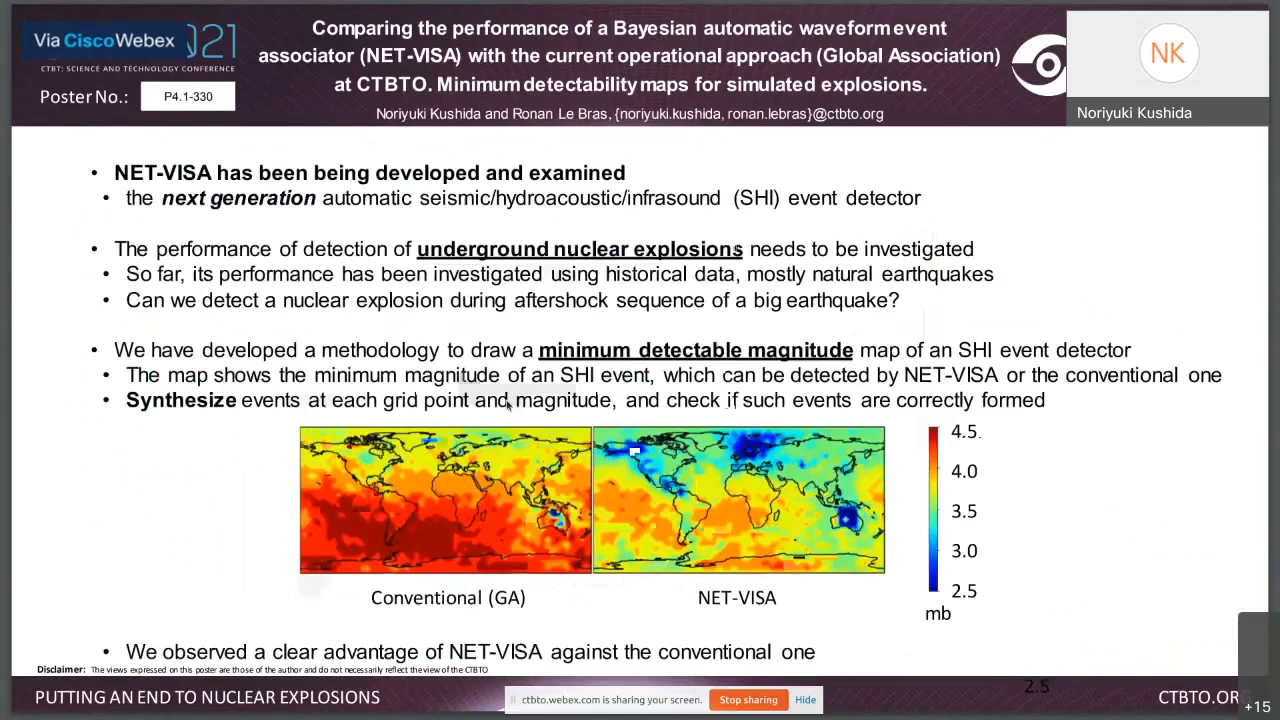 Via Cisco Webex
21
CTBT: SCIENCE AND TECHNOLOGY CONFERENCE
Poster No.: P4.1-330
Comparing the performance of a Bayesian automatic waveform event
associator (NET-VISA) with the current operational approach (Global Association)
at CTBTO. Minimum detectability maps for simulated explosions.
Noriyuki Kushida and Ronan Le Bras, {noriyuki.kushida, ronan.lebras}@ctbto.org
NK
Noriyuki Kushida
• NET-VISA has been being developed and examined
• the next generation automatic seismic/hydroacoustic/infrasound (SHI) event detector
• The performance of detection of underground nuclear explosions needs to be investigated
• So far, its performance has been investigated using historical data, mostly natural earthquakes
• Can we detect a nuclear explosion during aftershock sequence of a big earthquake?
• We have developed a methodology to draw a minimum detectable magnitude map of an SHI event detector
• The map shows the minimum magnitude of an SHI event, which can be detected by NET-VISA or the conventional one
• Synthesize events at each grid point and magnitude, and check if such events are correctly formed
4.5
4.0
3.5
3.0
2.5
mb
Conventional (GA)
NET-VISA
• We observed a clear advantage of NET-VISA against the conventional one
Disclaimer: The views expressed on this poster are those of the author and do not necessarily reflect the view of the CTBTO
2.5
PUTTING AN END TO NUCLEAR EXPLOSIONS
ctbto.webex.com is sharing your screen. Stop sharing Hide
CTBTO.OR
+15